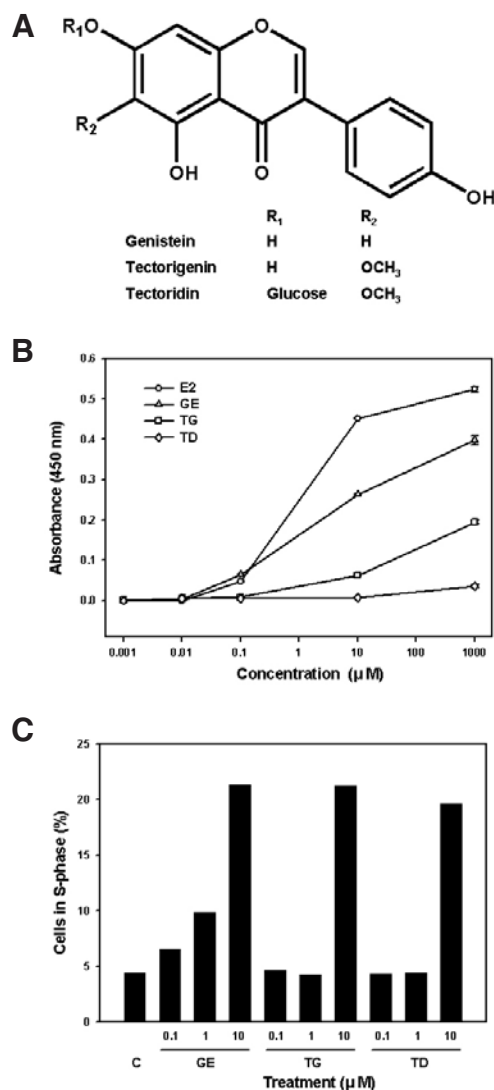 A
R₁O
O
R₂
OH
O
OH
R₁ R₂
Genistein H H
Tectorigenin H OCH₃
Tectoridin Glucose OCH₃
B
0.6
0.5
0.4
0.3
0.2
0.1
0.0
Absorbance (450 nm)
E2
GE
TG
TD
0.001 0.01 0.1 1 10 100 1000
Concentration (µM)
C
25
20
15
10
5
0
Cells in S-phase (%)
0.1 1 10 0.1 1 10 0.1 1 10
C GE TG TD
Treatment (µM)